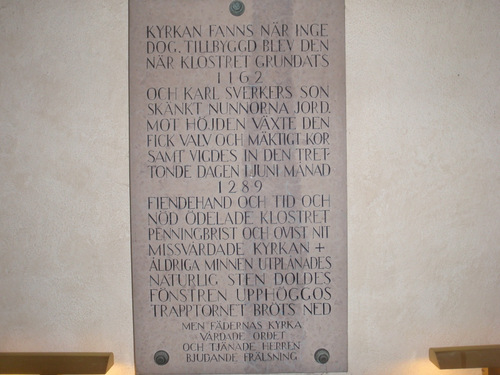 KYRKAN FANNS NÄR INGE
DOG. TILLBYGGD BLEV DEN
NÄR KLOSTRET GRUNDATS
1162
OCH KARL SVERKERS SON
SKÄNKT NUNNORNA JORD.
MOT HÖJDEN VÄXTE DEN
FICK VALV OCH MÄKTIGT KOR
SAMT VIGDES IN DEN TRET-
TONDE DAGEN I JUNI MÅNAD
1289
FIENDEHAND OCH TID OCH
NÖD ÖDELADE KLOSTRET
PENNINGBRIST OCH OVIST NIT
MISSVÅRDADE KYRKAN +
ÅLDRIGA MINNEN UTPLÅNADES
NATURLIG STEN DOLDES
FÖNSTREN UPPHÖGGOS
TRAPPTORNET BRÖTS NED
MEN FÄDERNAS KYRKA
VÅRDADE ORDET
OCH TJÄNADE HERREN
BJUDANDE FRÄLSNING